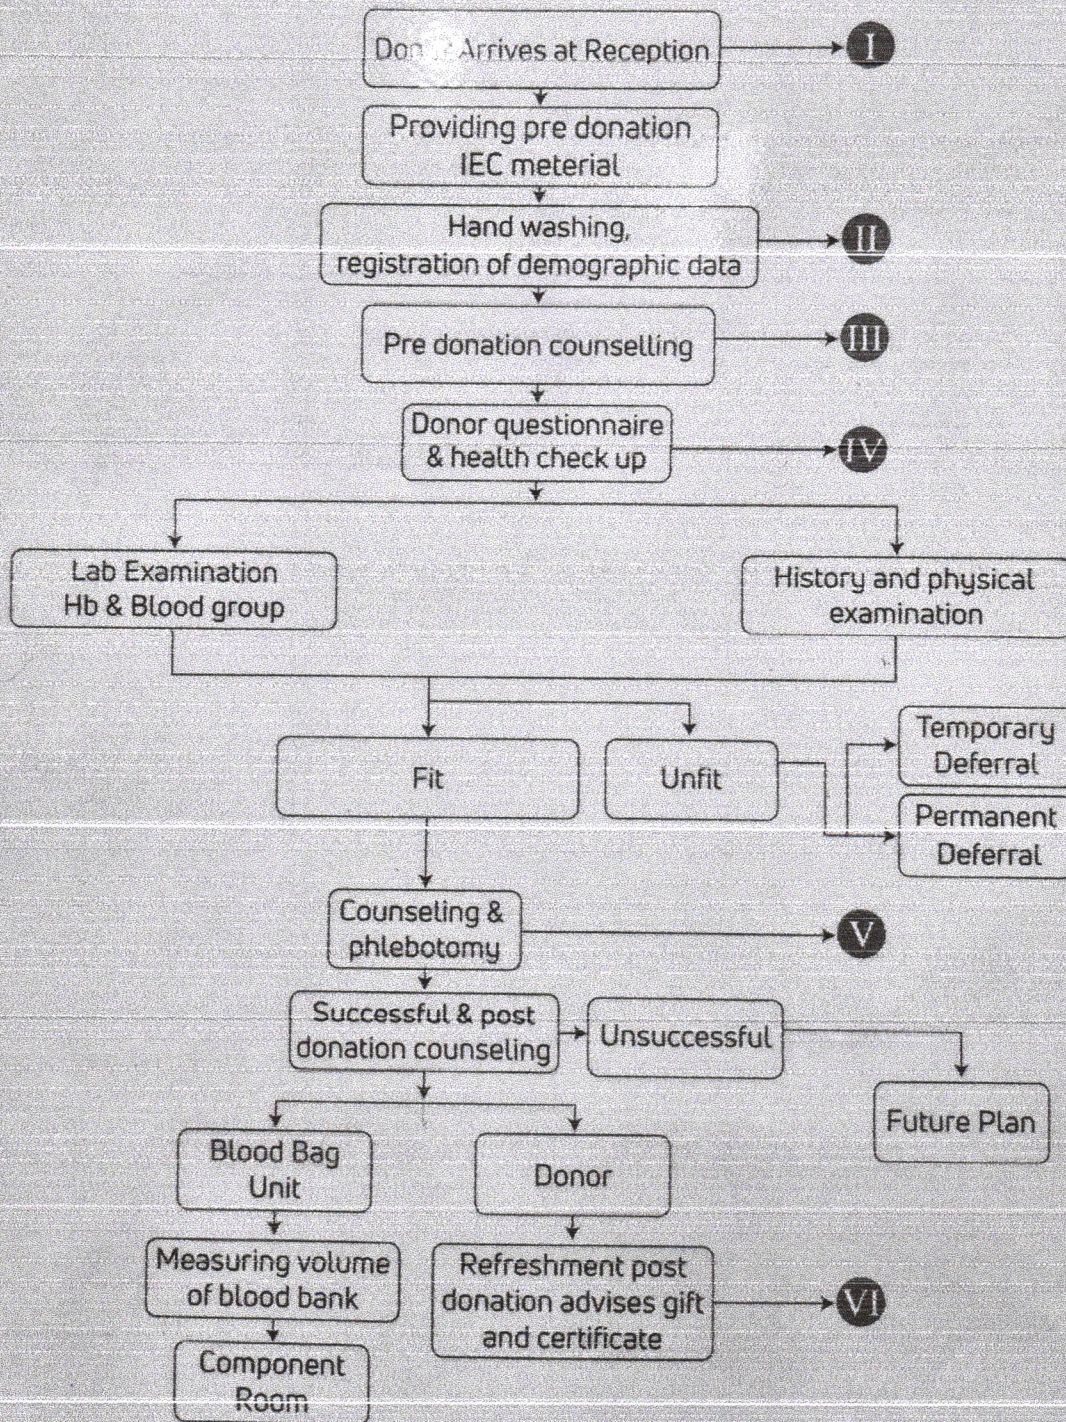 Donor Arrives at Reception
I
Providing pre donation
IEC meterial
Hand washing,
registration of demographic data
II
Pre donation counselling
III
Donor questionnaire
& health check up
IV
Lab Examination
Hb & Blood group
History and physical
examination
Fit
Unfit
Temporary
Deferral
Permanent
Deferral
Counseling &
phlebotomy
V
Successful & post
donation counseling
Unsuccessful
Future Plan
Blood Bag
Unit
Donor
Measuring volume
of blood bank
Refreshment post
donation advises gift
and certificate
VI
Component
Room